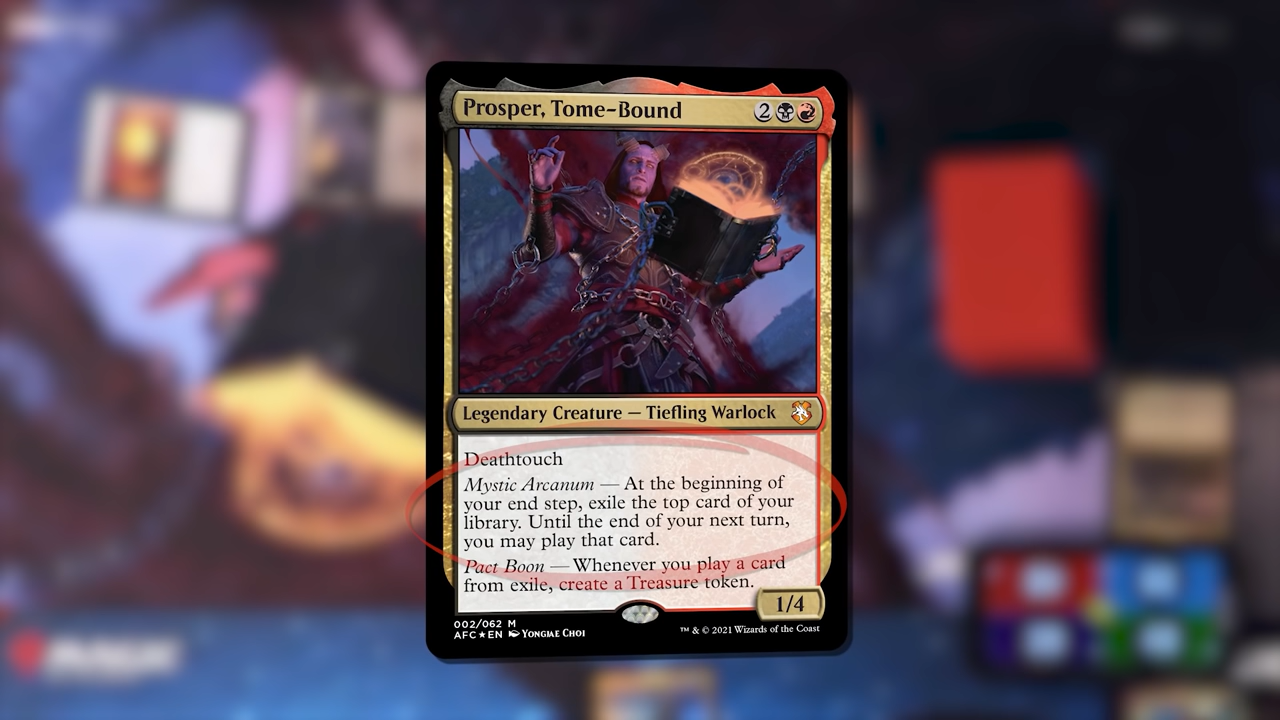 Prosper, Tome-Bound 2
Legendary Creature — Tiefling Warlock
Deathtouch
Mystic Arcanum — At the beginning of
your end step, exile the top card of your
library. Until the end of your next turn,
you may play that card.
Pact Boon — Whenever you play a card
from exile, create a Treasure token.
1/4
002/062 M
AFC★EN Yongjae Choi
™ & © 2021 Wizards of the Coast